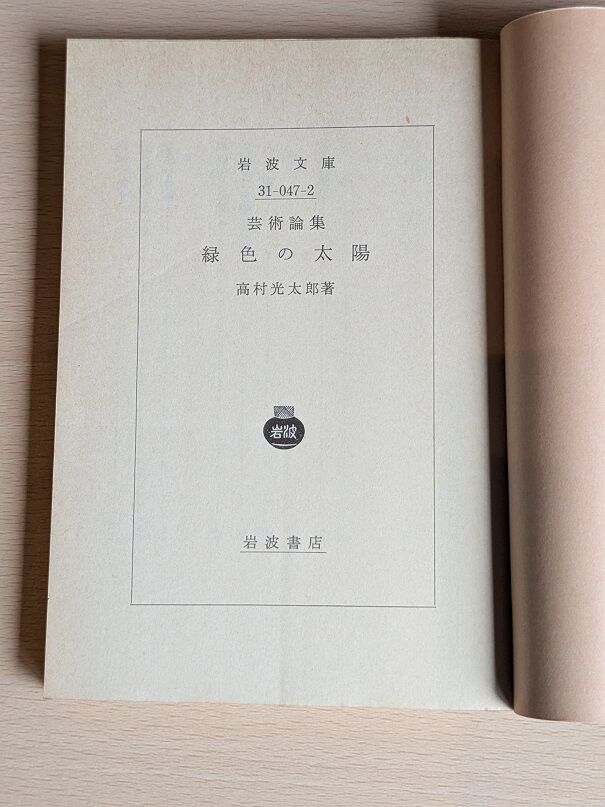 岩波文庫
31-047-2
芸術論集
緑色の太陽
高村光太郎著
岩波
岩波書店